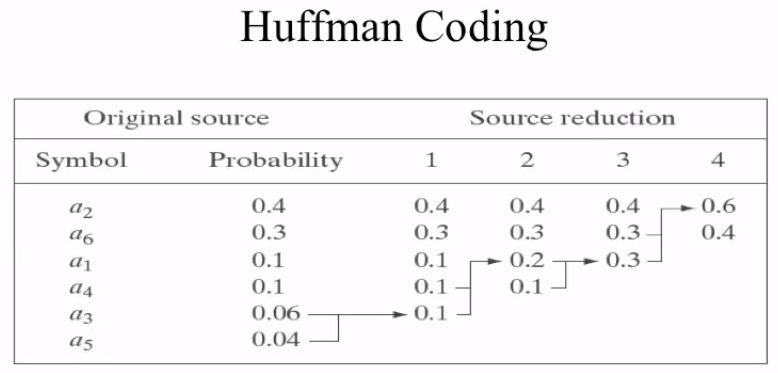 Huffman Coding
Original source Source reduction
Symbol Probability 1 2 3 4
a2 0.4 0.4 0.4 0.4 0.6
a6 0.3 0.3 0.3 0.3 0.4
a1 0.1 0.1 0.2 0.3
a4 0.1 0.1 0.1
a3 0.06 0.1
a5 0.04